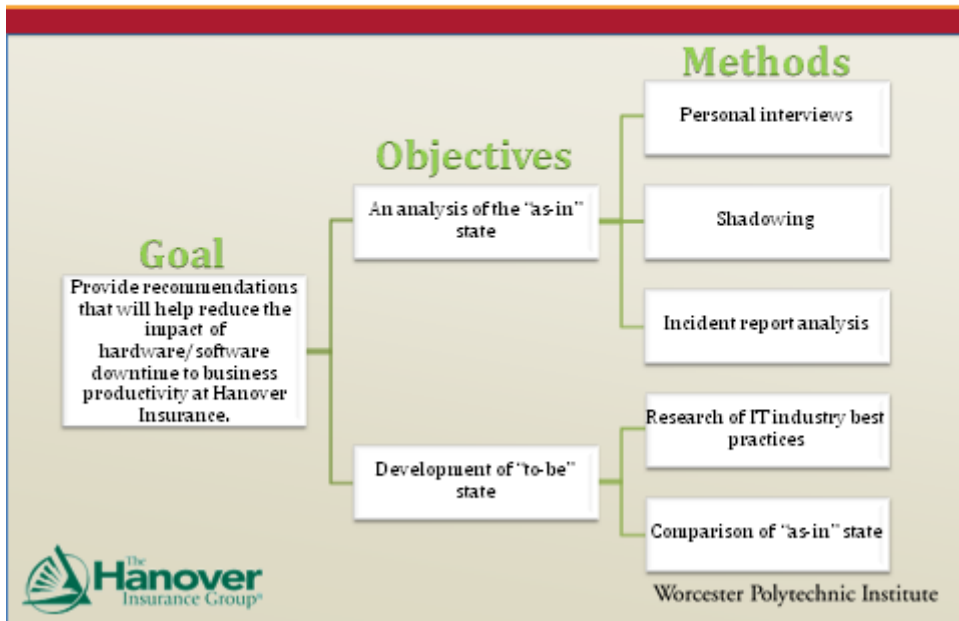 Methods
Personal interviews
Objectives
An analysis of the "as-in"
state
Shadowing
Goal
Provide recommendations
that will help reduce the
impact of
hardware/software
downtime to business
productivity at Hanover
Insurance.
Incident report analysis
Research of IT industry best
practices
Development of "to-be"
state
Comparison of "as-in" state
The
Hanover
Insurance Group®
Worcester Polytechnic Institute